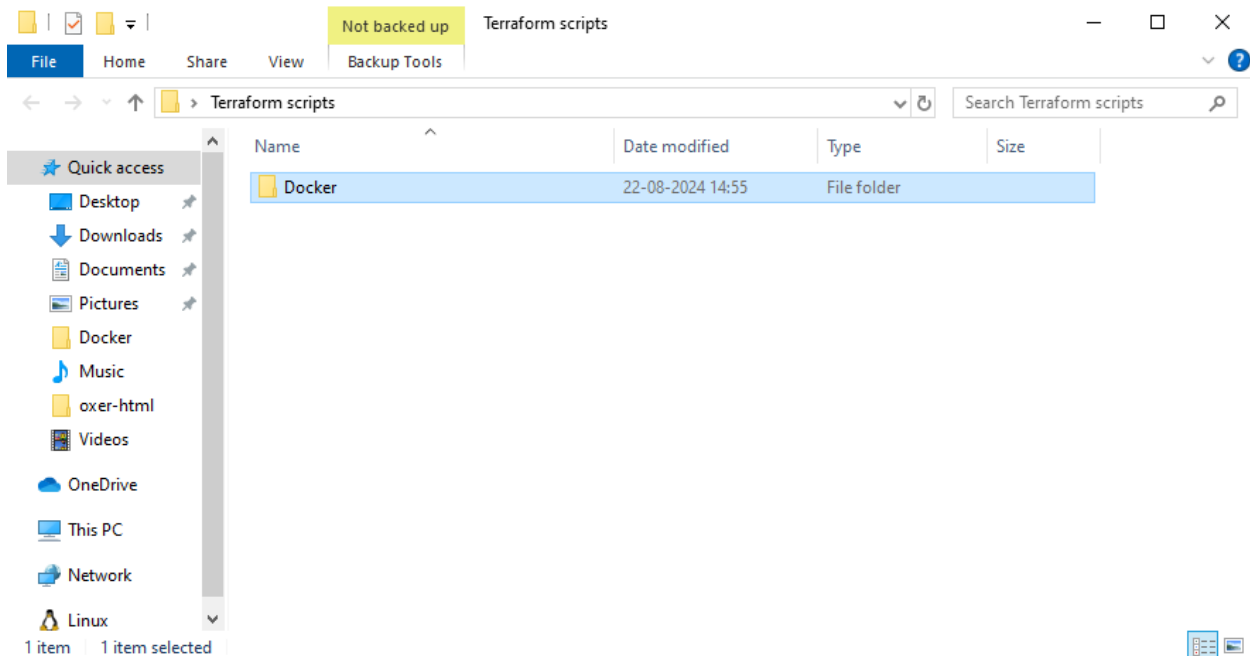 Not backed up Terraform scripts
File Home Share View Backup Tools ?
› Terraform scripts Search Terraform scripts
Name Date modified Type Size
Quick access
Docker 22-08-2024 14:55 File folder
Desktop
Downloads
Documents
Pictures
Docker
Music
oxer-html
Videos
OneDrive
This PC
Network
Linux
1 item 1 item selected